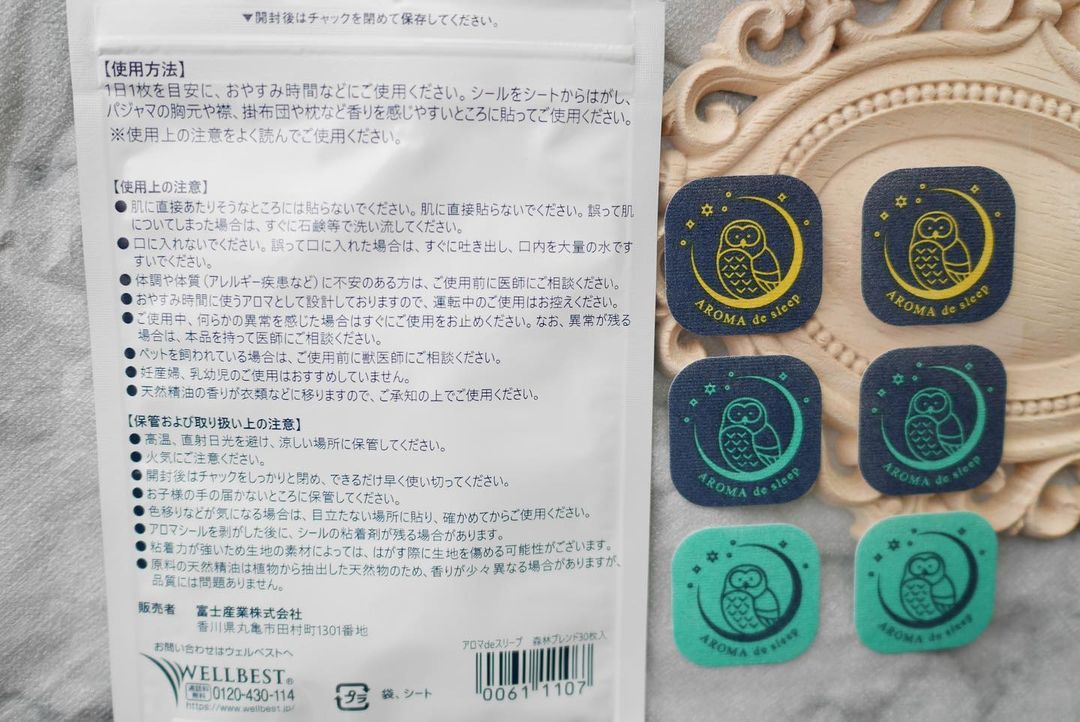 ▼開封後はチャックを閉めて保存してください。
【使用方法】
1日1枚を目安に、おやすみ時間などにご使用ください。シールをシートからはがし、
パジャマの胸元や襟、掛布団や枕など香りを感じやすいところに貼ってご使用ください。
※使用上の注意をよく読んでご使用ください。
【使用上の注意】
●肌に直接あたりそうなところには貼らないでください。肌に直接貼らないでください。誤って肌
についてしまった場合は、すぐに石鹸等で洗い流してください。
●口に入れないでください。誤って口に入れた場合は、すぐに吐き出し、口内を大量の水です
すいでください。
●体調や体質(アレルギー疾患など)に不安のある方は、ご使用前に医師にご相談ください。
●おやすみ時間に使うアロマとして設計しておりますので、運転中のご使用はお控えください。
●ご使用中、何らかの異常を感じた場合はすぐにご使用をお止めください。なお、異常が残る
場合は、本品を持って医師にご相談ください。
●ペットを飼われている場合は、ご使用前に獣医師にご相談ください。
●妊産婦、乳幼児のご使用はおすすめしていません。
●天然精油の香りが衣類などに移りますので、ご承知の上でご使用ください。
【保管および取り扱い上の注意】
●高温、直射日光を避け、涼しい場所に保管してください。
●火気にご注意ください。
●開封後はチャックをしっかりと閉め、できるだけ早く使い切ってください。
●お子様の手の届かないところに保管してください。
●色移りなどが気になる場合は、目立たない場所に貼り、確かめてからご使用ください。
●アロマシールを剥がした後に、シールの粘着剤が残る場合があります。
●粘着力が強いため生地の素材によっては、はがす際に生地を傷める可能性がございます。
●原料の天然精油は植物から抽出した天然物のため、香りが少々異なる場合がありますが、
品質には問題ありません。
販売者 富士産業株式会社
香川県丸亀市田村町1301番地
お問い合わせはウェルベストへ
WELLBEST®
通話料無料 0120-430-114
https://www.wellbest.jp/
プラ 袋、シート
アロマdeスリープ 森林ブレンド30枚入
0061 1107
AROMA de sleep
AROMA de sleep
AROMA de sleep
AROMA de sleep
AROMA de sleep
AROMA de sleep